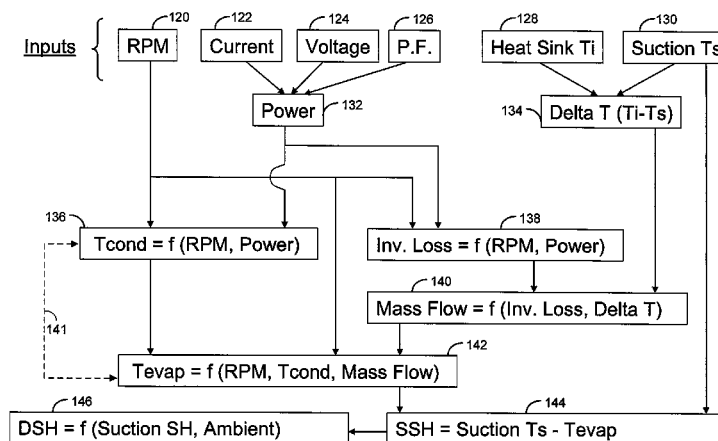 120
122
124
126
128
130
Inputs
RPM
Current
Voltage
P.F.
Heat Sink Ti
Suction Ts
Power
132
134
Delta T (Ti-Ts)
136
138
Tcond = f (RPM, Power)
Inv. Loss = f (RPM, Power)
140
141
Mass Flow = f (Inv. Loss, Delta T)
142
Tevap = f (RPM, Tcond, Mass Flow)
146
144
DSH = f (Suction SH, Ambient)
SSH = Suction Ts - Tevap